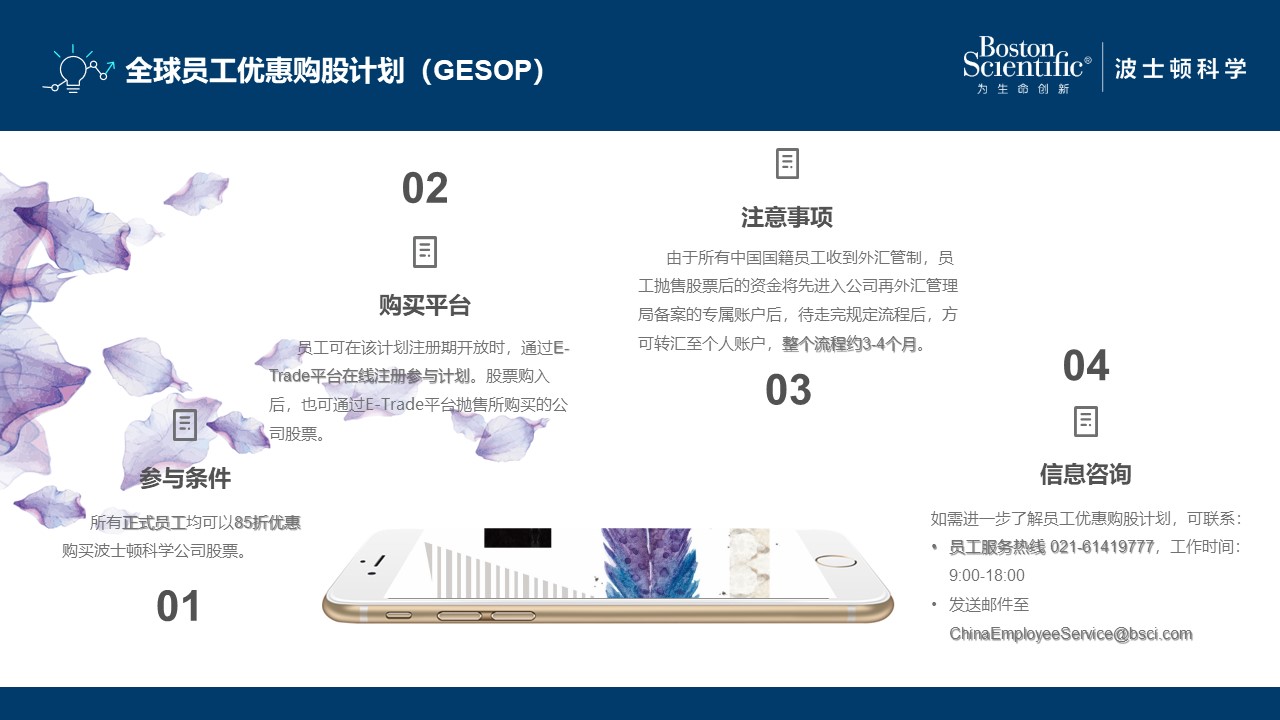 全球员工优惠购股计划（GESOP）
Boston
Scientific®
为生命创新
波士顿科学
01
参与条件
所有正式员工均可以85折优惠
购买波士顿科学公司股票。
02
购买平台
员工可在该计划注册期开放时，通过E-
Trade平台在线注册参与计划。股票购入
后，也可通过E-Trade平台抛售所购买的公
司股票。
03
注意事项
由于所有中国国籍员工收到外汇管制，员
工抛售股票后的资金将先进入公司再外汇管理
局备案的专属账户后，待走完规定流程后，方
可转汇至个人账户，整个流程约3-4个月。
04
信息咨询
如需进一步了解员工优惠购股计划，可联系：
• 员工服务热线 021-61419777，工作时间：
9:00-18:00
• 发送邮件至
ChinaEmployeeService@bsci.com